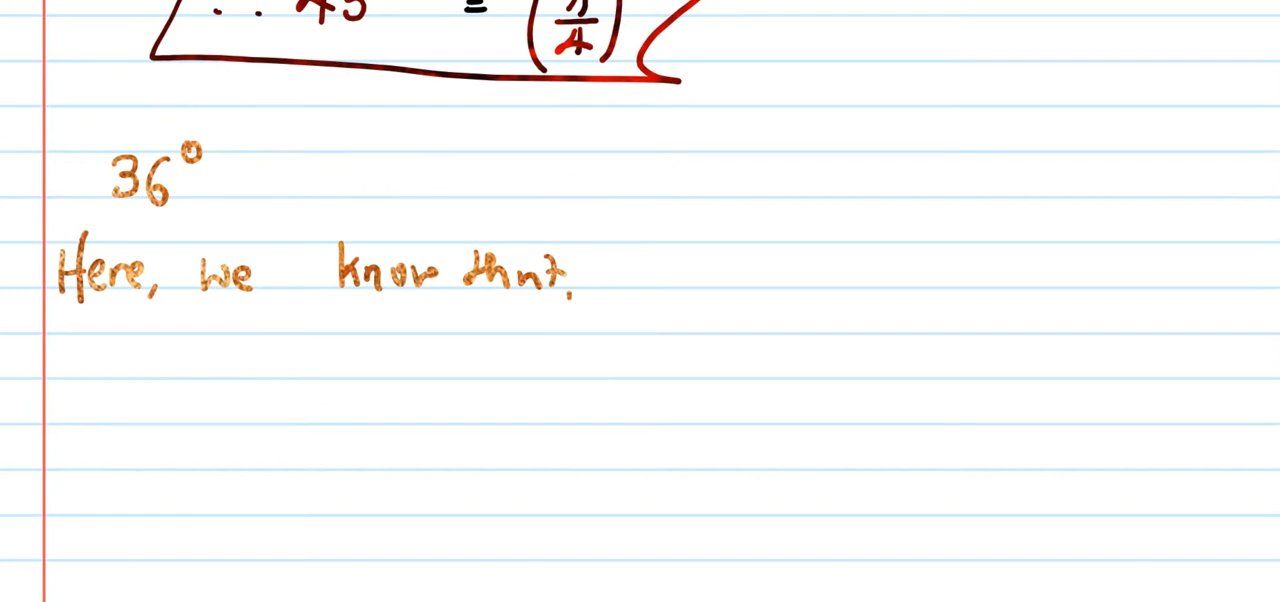 ∴ 45 = (π/4)
36°
Here, we know that,